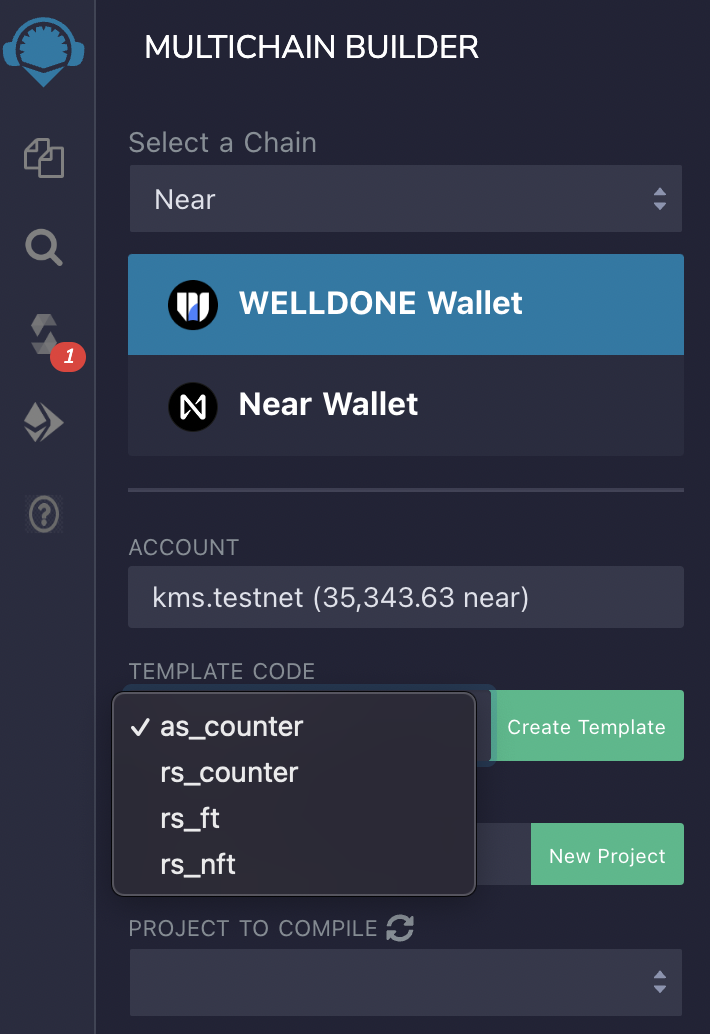 MULTICHAIN BUILDER
Select a Chain
Near
WELLDONE Wallet
Near Wallet
1
ACCOUNT
kms.testnet (35,343.63 near)
TEMPLATE CODE
as_counter
Create Template
rs_counter
rs_ft
rs_nft
New Project
PROJECT TO COMPILE